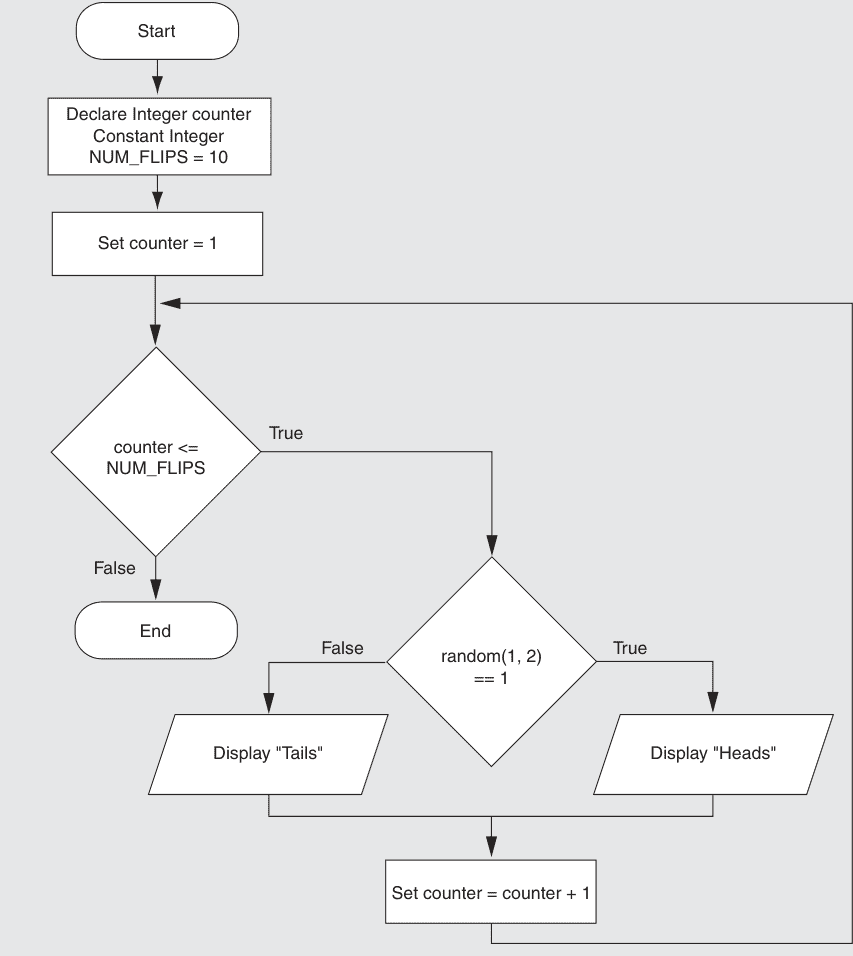 Start
Declare Integer counter
Constant Integer
NUM_FLIPS = 10
Set counter = 1
counter <=
NUM_FLIPS
True
False
End
random(1, 2)
== 1
False
True
Display "Tails"
Display "Heads"
Set counter = counter + 1